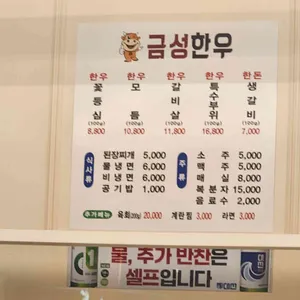 금성한우
한우 한우 한우 한우 한돈
꽃등심 모듬 갈비살 특수부위 생갈비
(100g) (100g) (100g) (100g) (100g)
8,800 10,800 11,800 16,800 7,000
식사류
된장찌개 5,000
물냉면 6,000
비냉면 6,000
공기밥 1,000
주류
소주 5,000
맥주 5,000
매실 8,000
복분자 15,000
음료수 2,000
추가메뉴 육회(200g) 20,000 계란찜 3,000 라면 3,000
물, 추가 반찬은
셀프입니다
대선